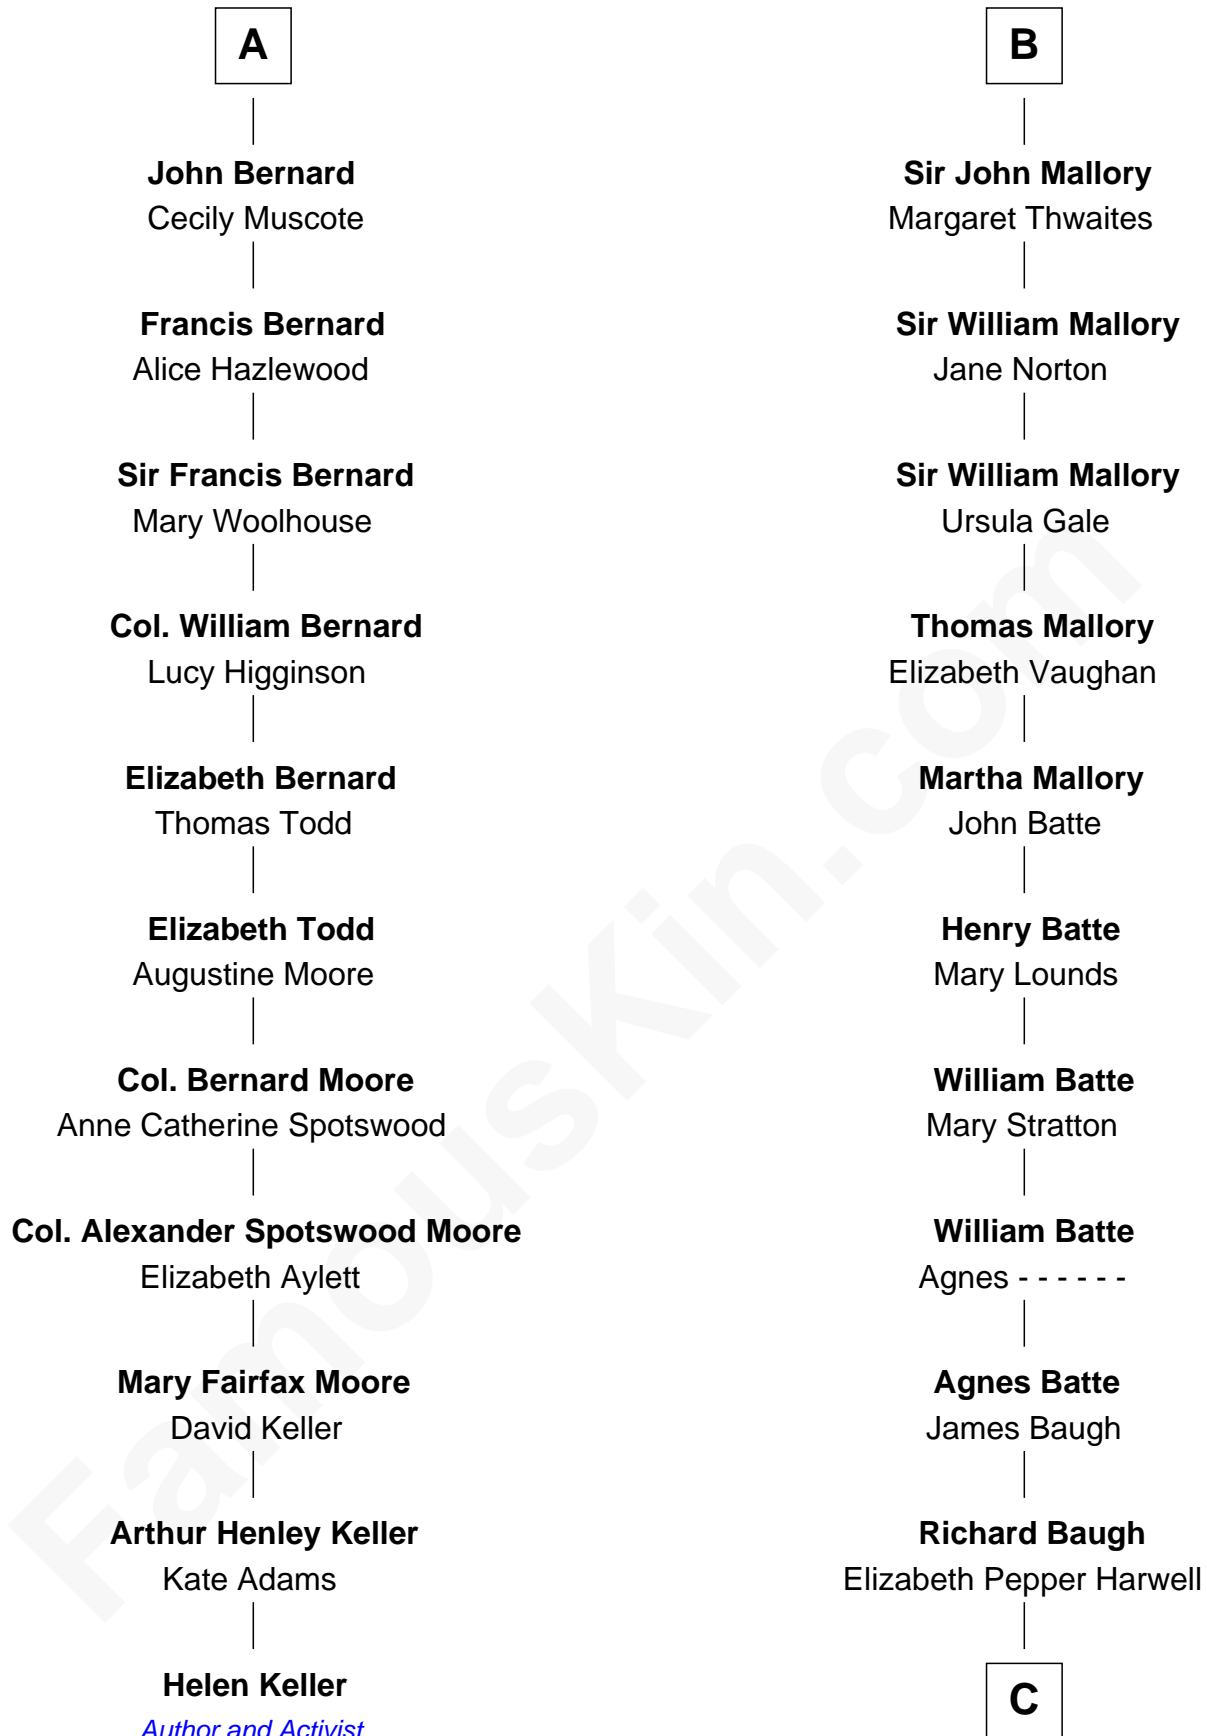 A
John Bernard
Cecily Muscote
Francis Bernard
Alice Hazlewood
Sir Francis Bernard
Mary Woolhouse
Col. William Bernard
Lucy Higginson
Elizabeth Bernard
Thomas Todd
Elizabeth Todd
Augustine Moore
Col. Bernard Moore
Anne Catherine Spotswood
Col. Alexander Spotswood Moore
Elizabeth Aylett
Mary Fairfax Moore
David Keller
Arthur Henley Keller
Kate Adams
Helen Keller
Author and Activist
B
Sir John Mallory
Margaret Thwaites
Sir William Mallory
Jane Norton
Sir William Mallory
Ursula Gale
Thomas Mallory
Elizabeth Vaughan
Martha Mallory
John Batte
Henry Batte
Mary Lounds
William Batte
Mary Stratton
William Batte
Agnes - - - - - -
Agnes Batte
James Baugh
Richard Baugh
Elizabeth Pepper Harwell
C
FamousKin.com